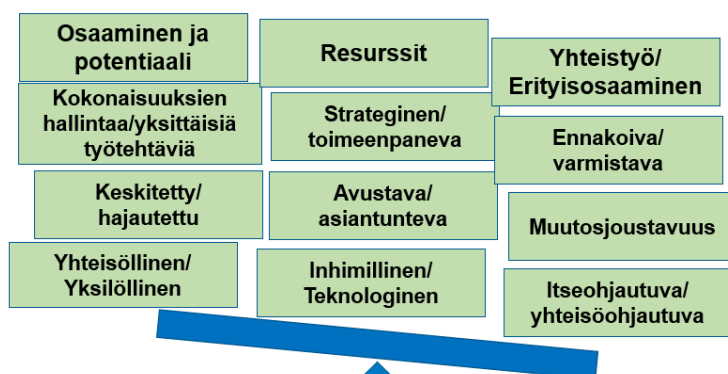 Osaaminen ja
potentiaali
Resurssit
Yhteistyö/
Erityisosaaminen
Kokonaisuuksien
hallintaa/yksittäisiä
työtehtäviä
Strateginen/
toimeenpaneva
Ennakoiva/
varmistava
Keskitetty/
hajautettu
Avustava/
asiantunteva
Muutosjoustavuus
Yhteisöllinen/
Yksilöllinen
Inhimillinen/
Teknologinen
Itseohjautuva/
yhteisöohjautuva